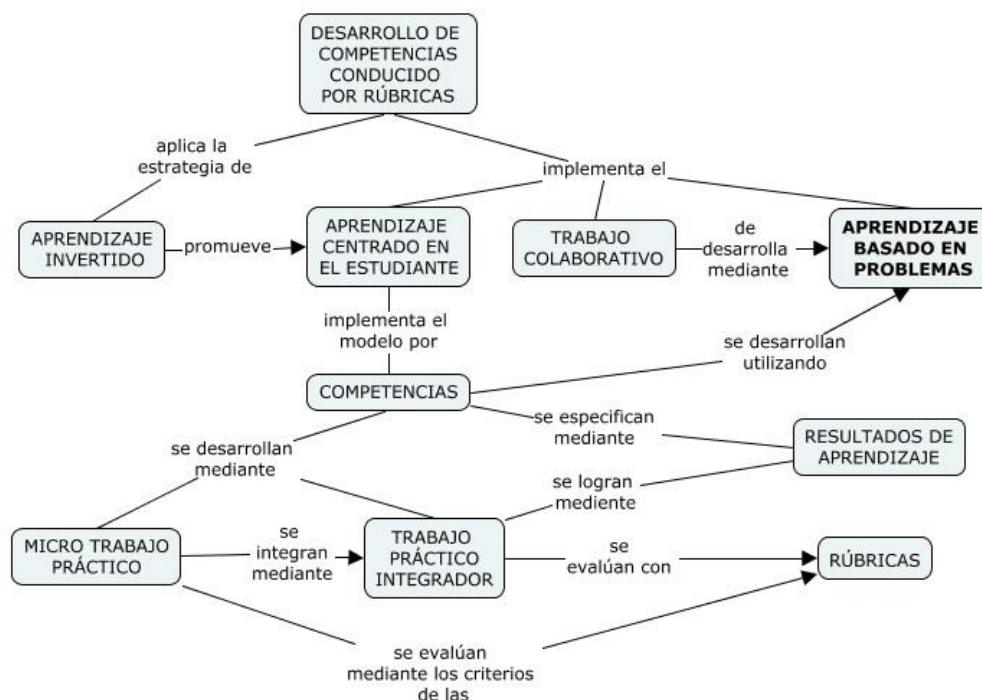 DESARROLLO DE
COMPETENCIAS
CONDUCIDO
POR RÚBRICAS
aplica la
estrategia de
implementa el
APRENDIZAJE
INVERTIDO
promueve
APRENDIZAJE
CENTRADO EN
EL ESTUDIANTE
TRABAJO
COLABORATIVO
de
desarrolla
mediante
APRENDIZAJE
BASADO EN
PROBLEMAS
implementa el
modelo por
se desarrollan
utilizando
COMPETENCIAS
se especifican
mediante
se desarrollan
mediante
RESULTADOS DE
APRENDIZAJE
se logran
mediente
MICRO TRABAJO
PRÁCTICO
se
integran
mediante
TRABAJO
PRÁCTICO
INTEGRADOR
se
evalúan con
RÚBRICAS
se evalúan
mediante los criterios
de las